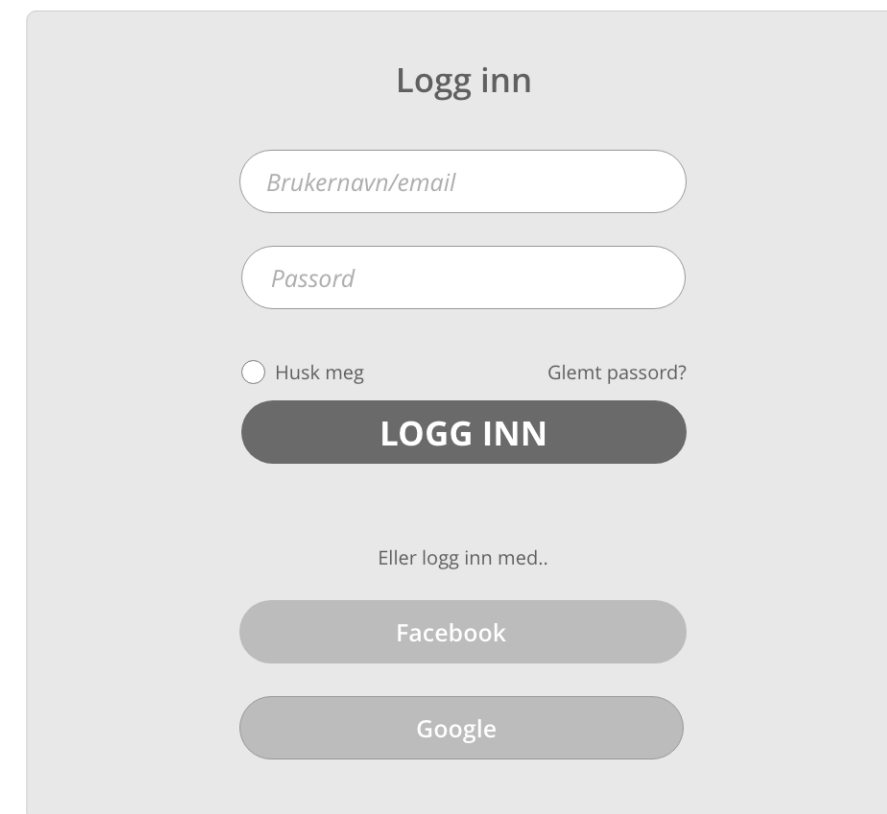 Logg inn
Brukernavn/email
Passord
Husk meg Glemt passord?
LOGG INN
Eller logg inn med..
Facebook
Google